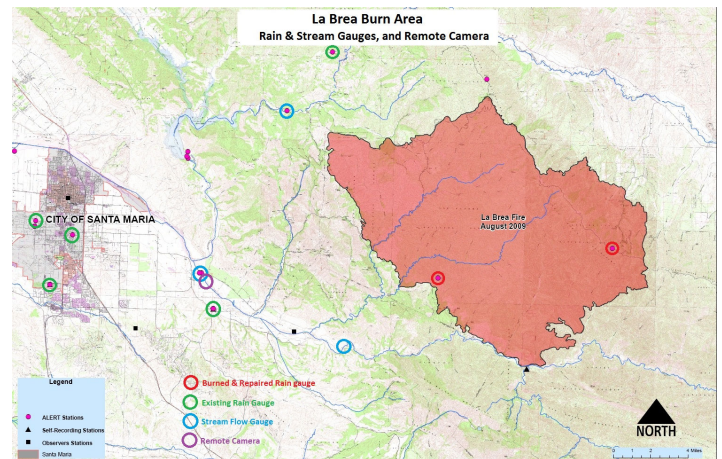 La Brea Burn Area
Rain & Stream Gauges, and Remote Camera
CITY OF SANTA MARIA
La Brea Fire
August 2009
Legend
ALERT Stations
Self-Recording Stations
Observers Stations
Santa Maria
Burned & Repaired Rain gauge
Existing Rain Gauge
Stream Flow Gauge
Remote Camera
NORTH
0 2 4 Miles